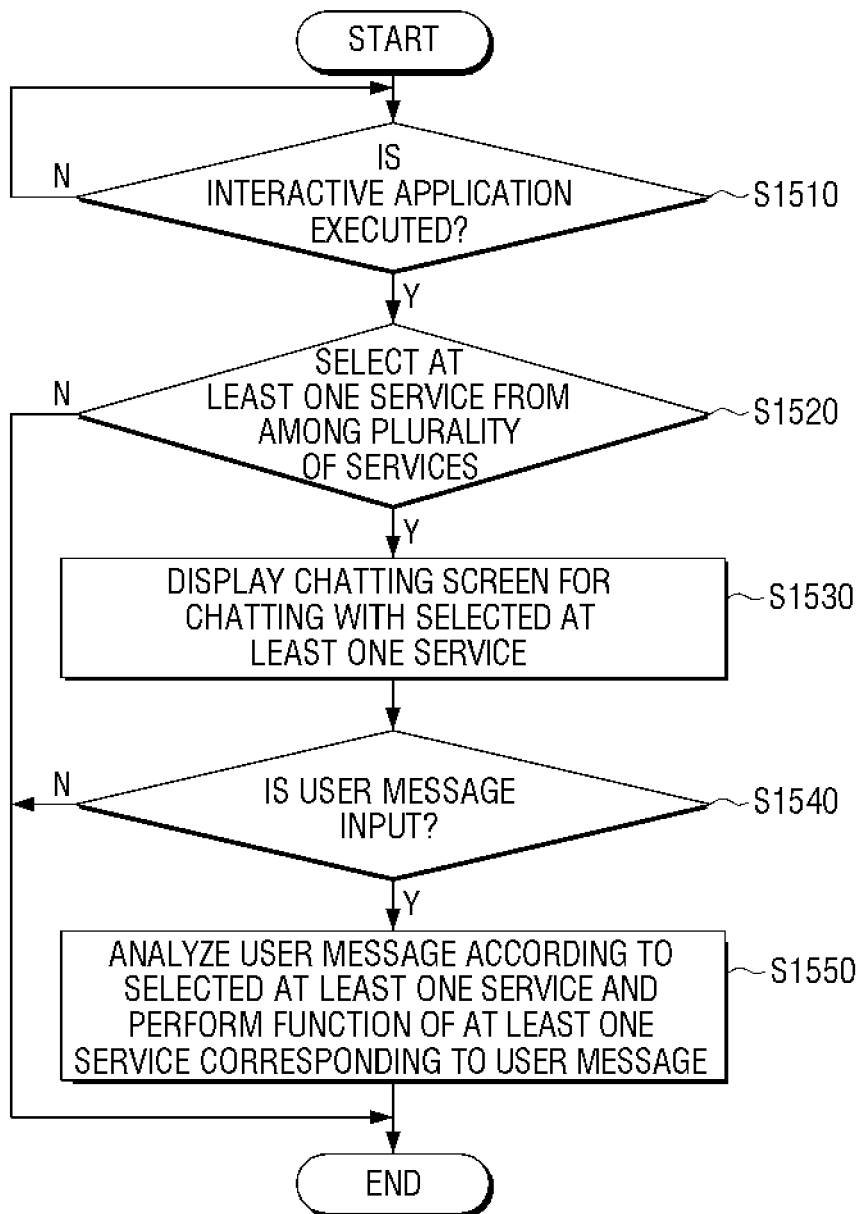 START
IS
INTERACTIVE APPLICATION
EXECUTED?
N
S1510
Y
SELECT AT
LEAST ONE SERVICE FROM
AMONG PLURALITY
OF SERVICES
N
S1520
Y
DISPLAY CHATTING SCREEN FOR
CHATTING WITH SELECTED AT
LEAST ONE SERVICE
S1530
IS USER MESSAGE
INPUT?
N
S1540
Y
ANALYZE USER MESSAGE ACCORDING TO
SELECTED AT LEAST ONE SERVICE AND
PERFORM FUNCTION OF AT LEAST ONE
SERVICE CORRESPONDING TO USER MESSAGE
S1550
END